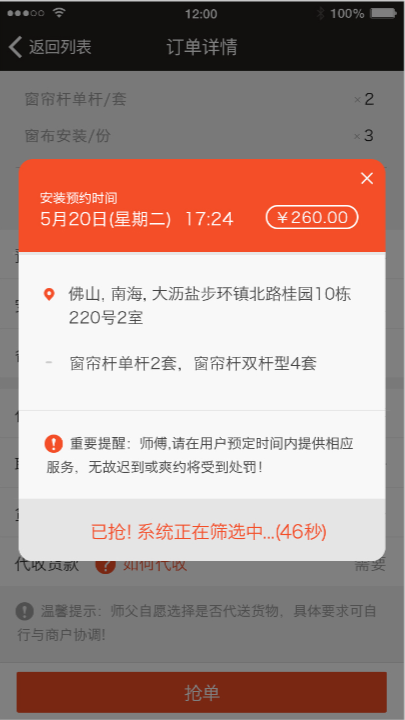 12:00
100%
返回列表
订单详情
窗帘杆单杆/套 ×2
窗布安装/份 ×3
安装预约时间
5月20日(星期二) 17:24
￥260.00
佛山, 南海, 大沥盐步环镇北路桂园10栋
220号2室
窗帘杆单杆2套，窗帘杆双杆型4套
重要提醒：师傅,请在用户预定时间内提供相应
服务，无故迟到或爽约将受到处罚!
已抢! 系统正在筛选中...(46秒)
代收货款 ? 如何代收 需要
温馨提示：师父自愿选择是否代送货物，具体要求可自
行与商户协调!
抢单